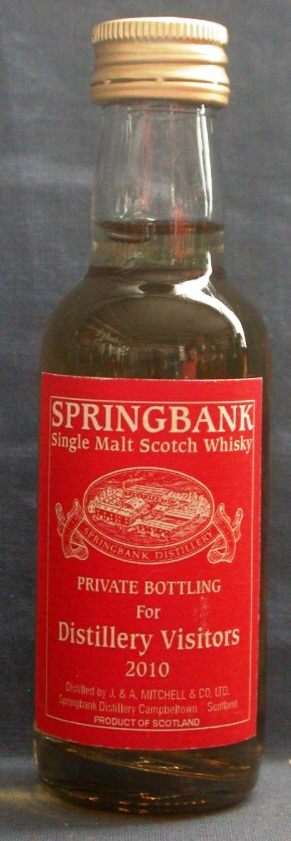 SPRINGBANK
Single Malt Scotch Whisky
SPRINGBANK DISTILLERY
PRIVATE BOTTLING
For
Distillery Visitors
2010
Distilled by J. & A. MITCHELL & CO. LTD.
Springbank Distillery Campbeltown Scotland
PRODUCT OF SCOTLAND